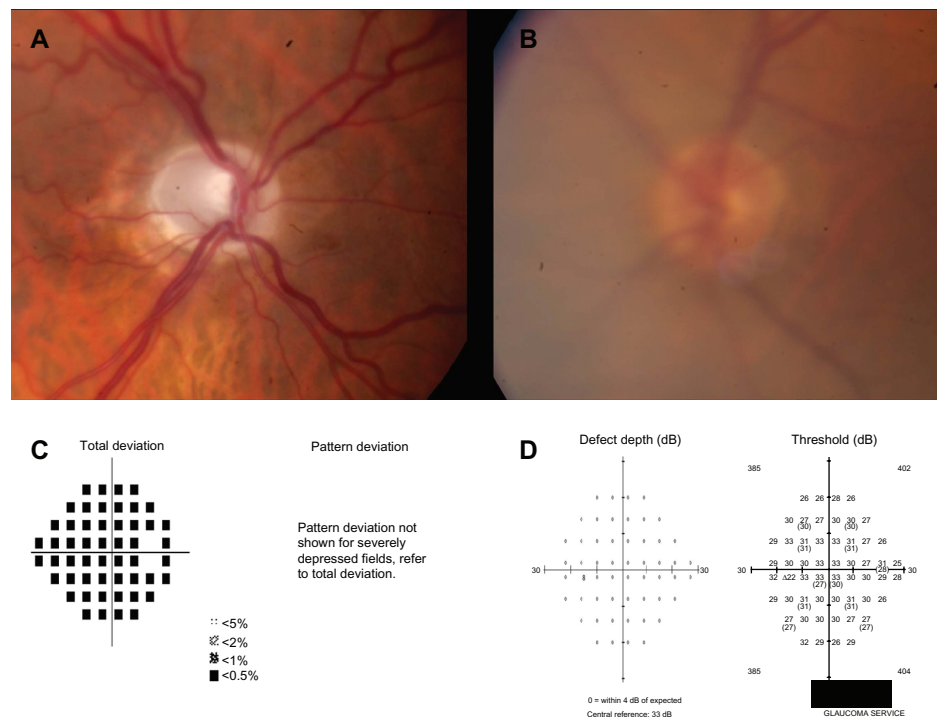 A
B
C
Total deviation
Pattern deviation
Pattern deviation not
shown for severely
depressed fields, refer
to total deviation.
<5%
<2%
<1%
<0.5%
D
Defect depth (dB)
Threshold (dB)
30
30
0 = within 4 dB of expected
Central reference: 33 dB
385
402
26 26 28 26
30 27 27 30 30 27
(30) (30)
29 33 31 33 33 31 27 26
(31) (31)
29 30 30 33 33 30 27 31 25
30 (28) 30
32 Δ22 33 33 33 30 30 29 28
(27) (30)
29 30 31 30 30 31 30 26
(31) (31)
27 30 30 30 30 27
(27) (27)
32 29 26 29
385
404
GLAUCOMA SERVICE